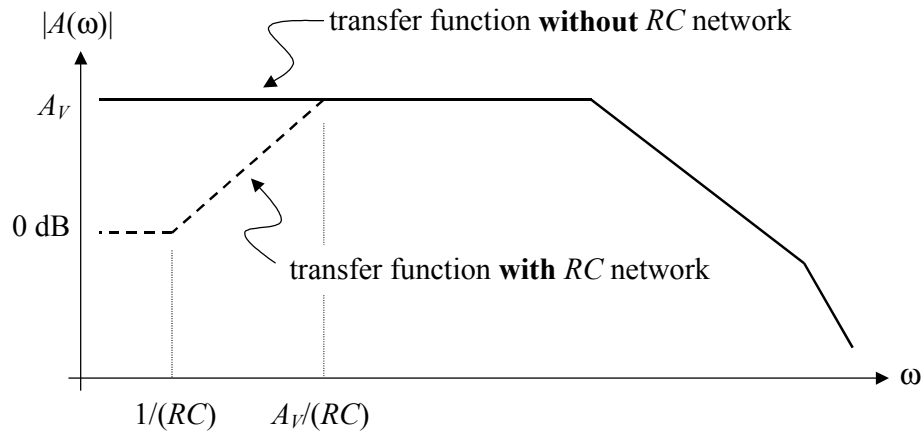 transfer function without RC network
|A(ω)|
A_V
0 dB
transfer function with RC network
ω
1/(RC)
A_V/(RC)